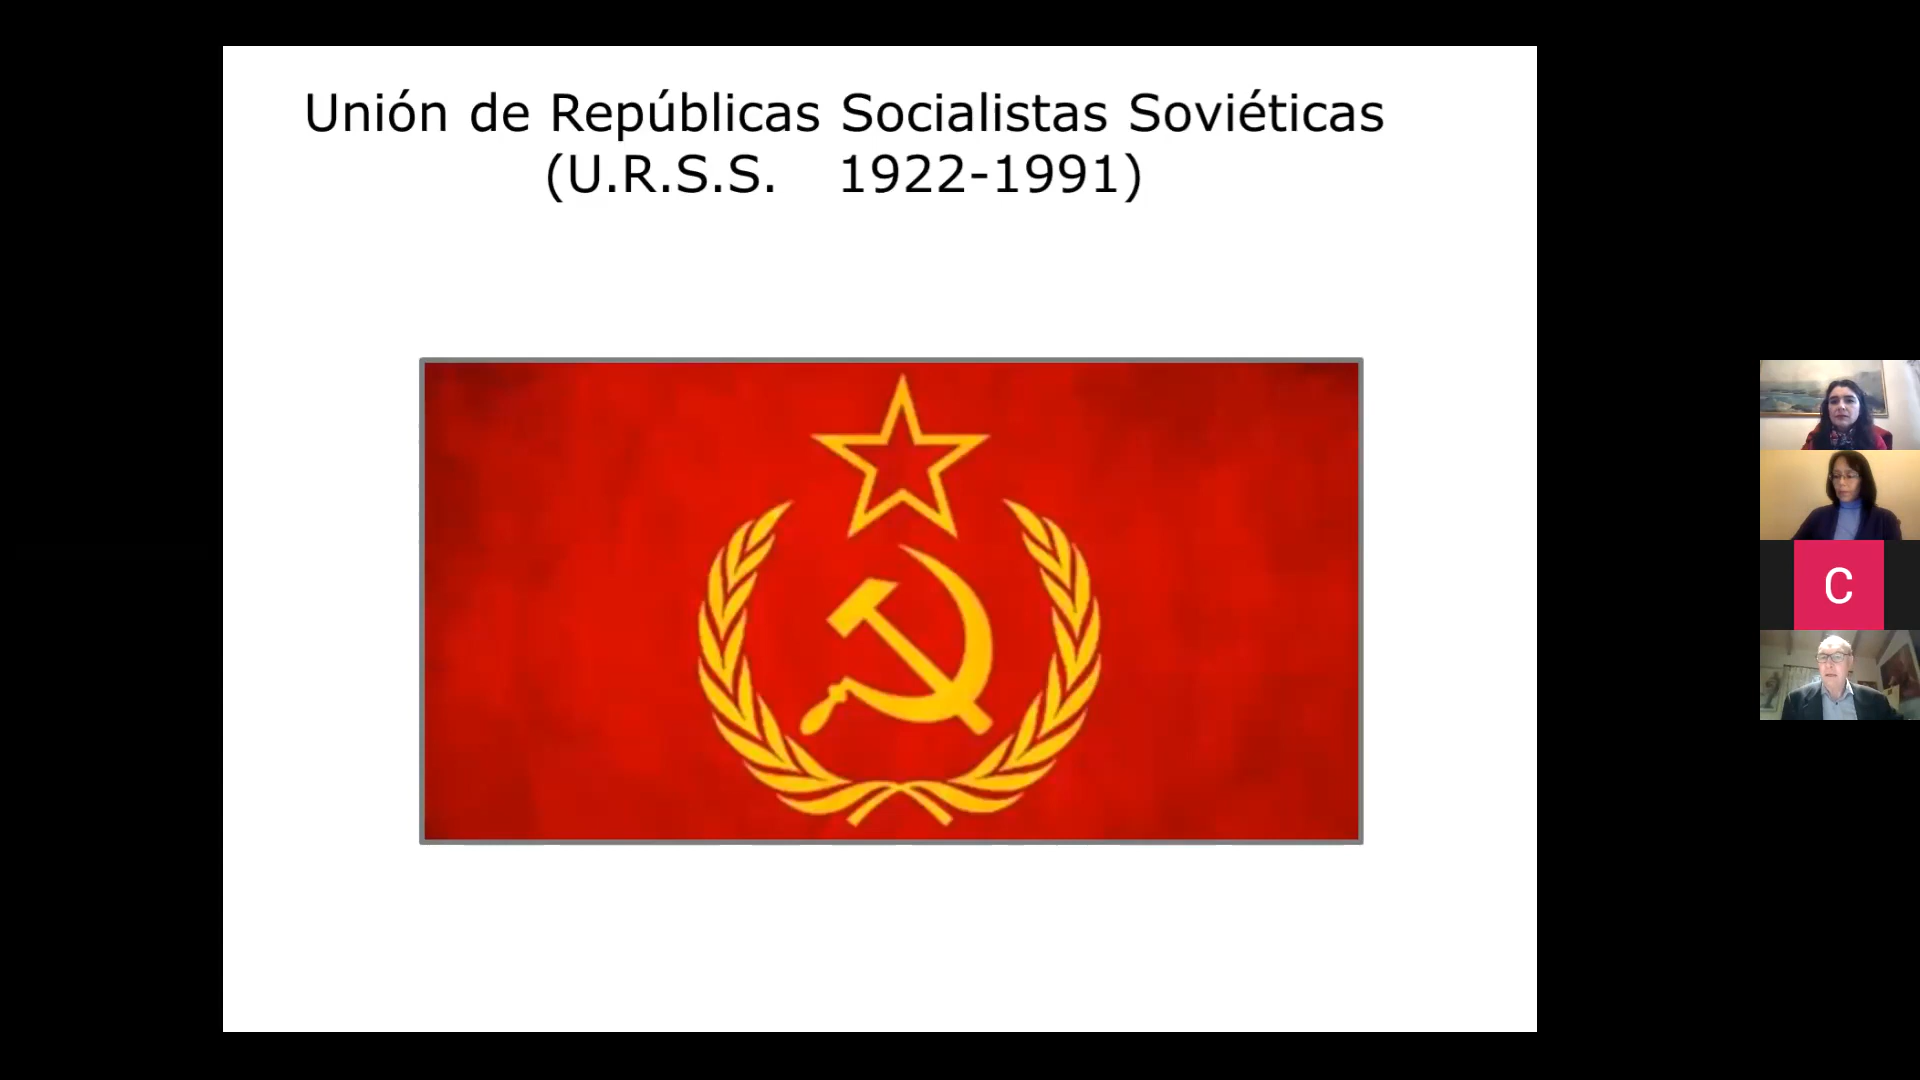 Unión de Repúblicas Socialistas Soviéticas
(U.R.S.S. 1922-1991)
C